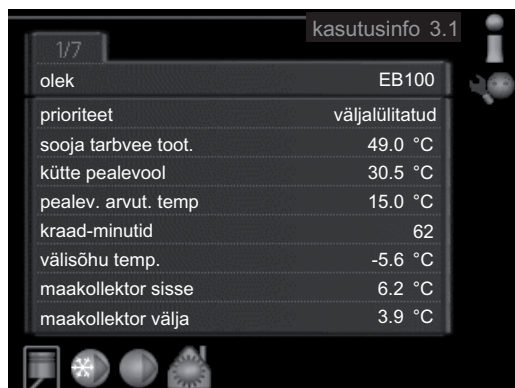 kasutusinfo 3.1
1/7
olek EB100
prioriteet väljalülitatud
sooja tarbvee toot. 49.0 °C
kütte pealevool 30.5 °C
pealev. arvut. temp 15.0 °C
kraad-minutid 62
välisõhu temp. -5.6 °C
maakollektor sisse 6.2 °C
maakollektor välja 3.9 °C